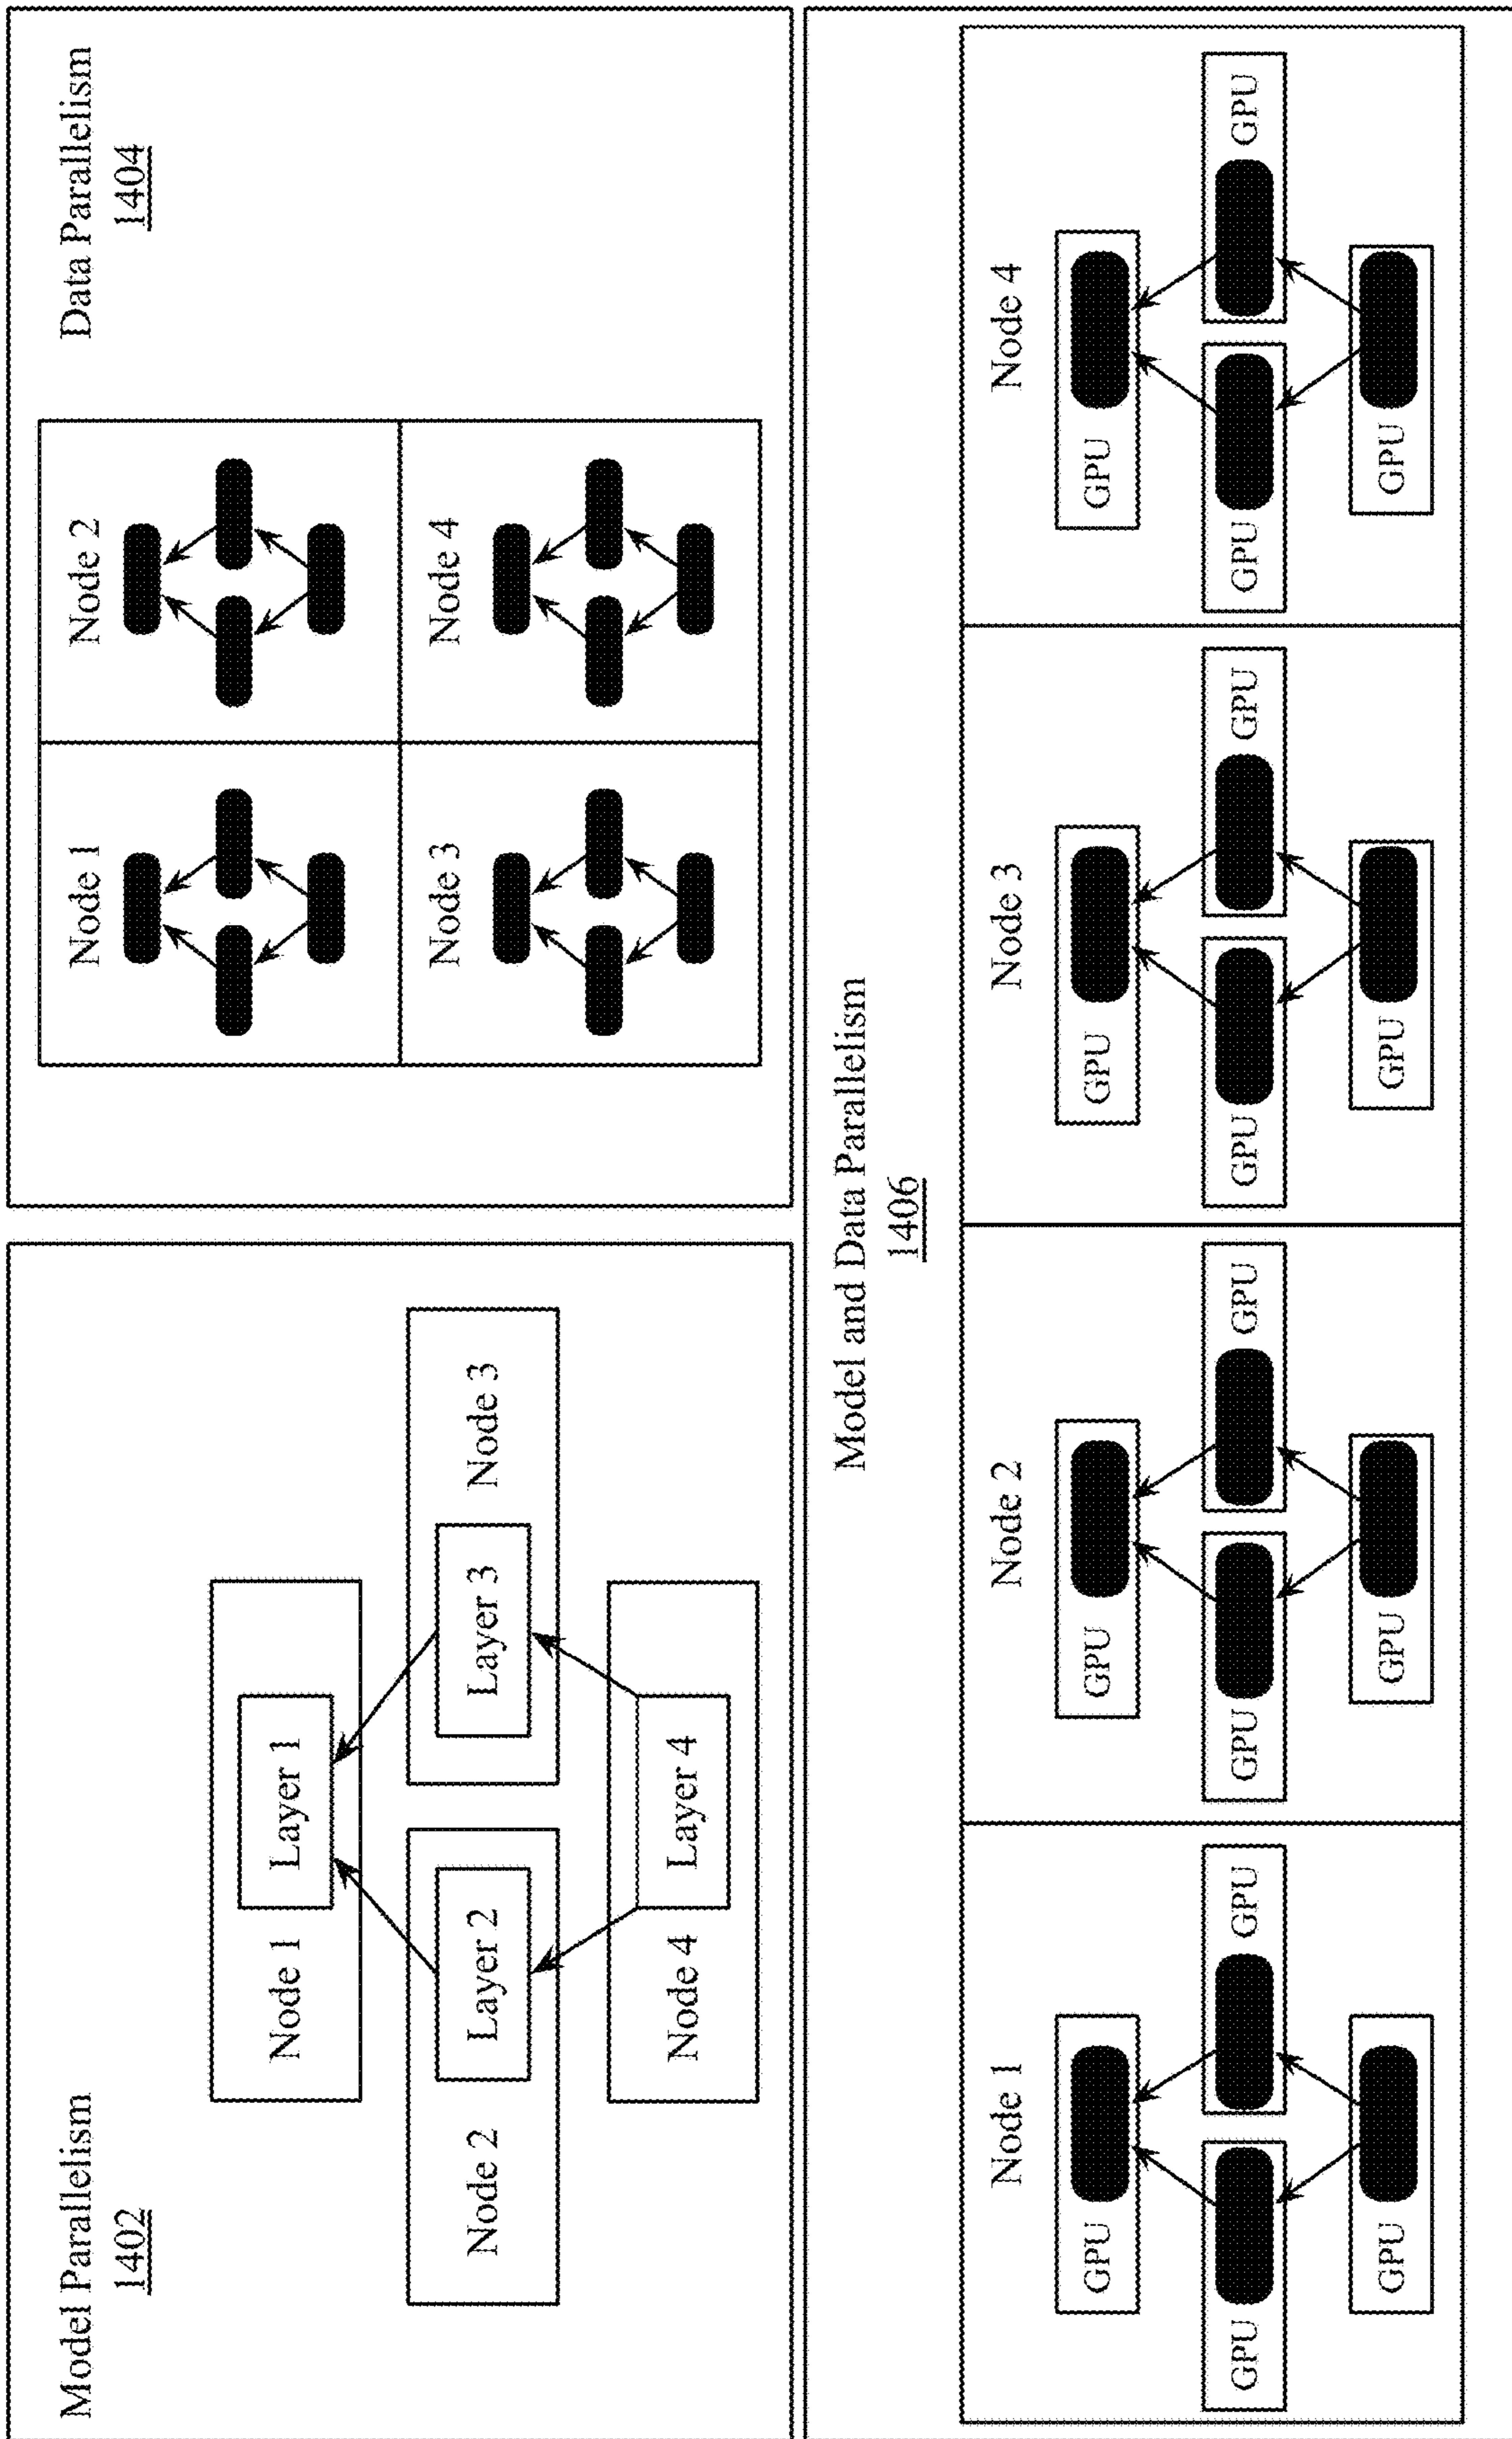 Model Parallelism
1402
Node 1
Layer 1
Node 2
Layer 2
Layer 3
Node 3
Node 4
Layer 4
Data Parallelism
1404
Node 1
Node 2
Node 3
Node 4
Model and Data Parallelism
1406
Node 1
GPU
GPU
GPU
GPU
Node 2
GPU
GPU
GPU
GPU
Node 3
GPU
GPU
GPU
GPU
Node 4
GPU
GPU
GPU
GPU